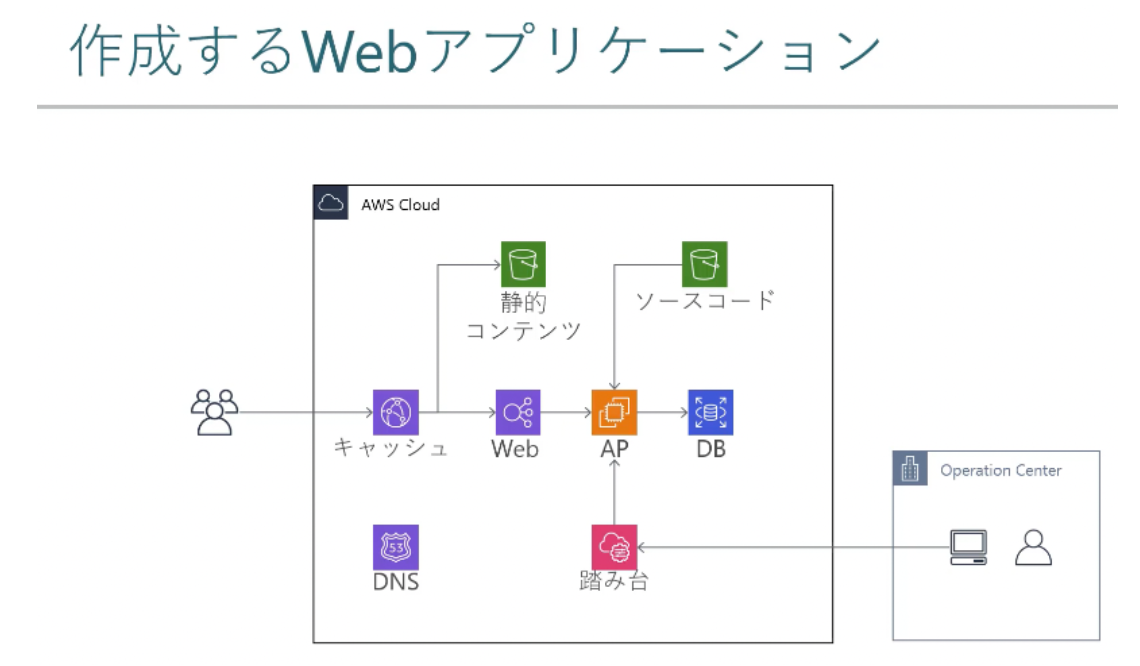 作成するWebアプリケーション
AWS Cloud
静的
コンテンツ
ソースコード
キャッシュ
Web
AP
DB
Operation Center
53
DNS
踏み台